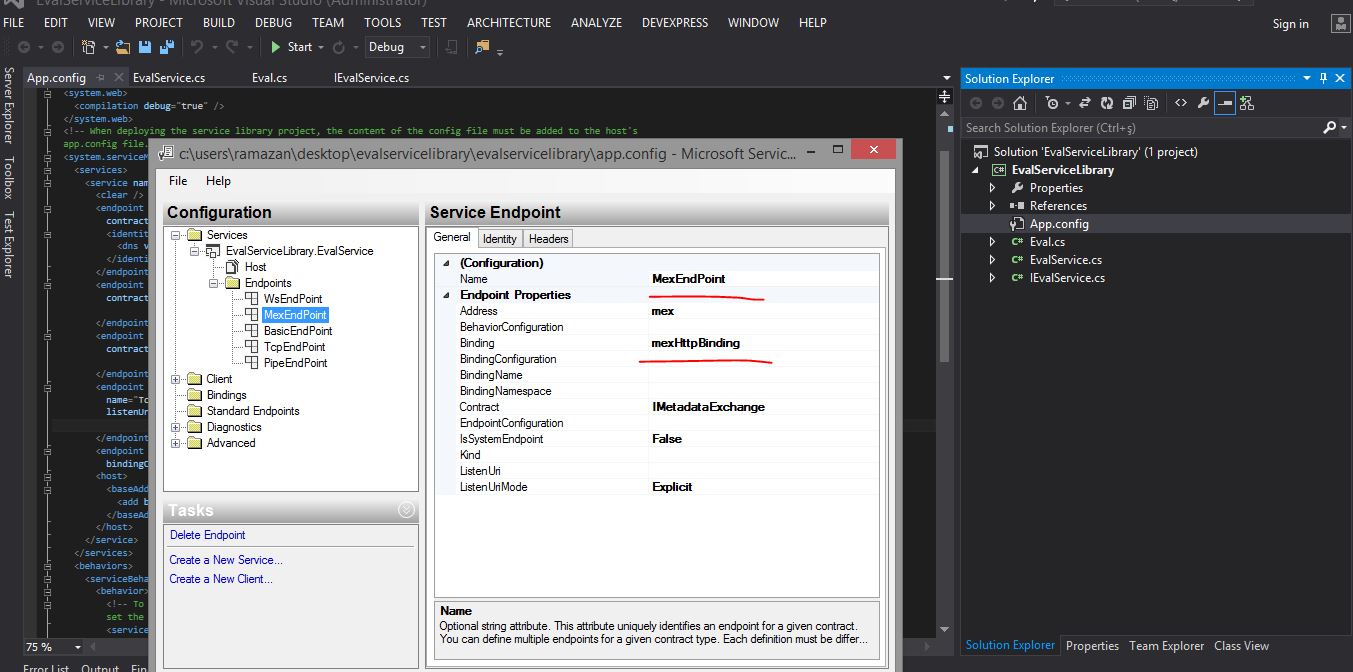 EvalServiceLibrary - Microsoft Visual Studio (Administrator)
FILE EDIT VIEW PROJECT BUILD DEBUG TEAM TOOLS TEST ARCHITECTURE ANALYZE DEVEXPRESS WINDOW HELP
Sign in
Start Debug
Server Explorer
Toolbox
Test Explorer
App.config EvalService.cs Eval.cs IEvalService.cs
<system.web>
<compilation debug="true" />
</system.web>
<!-- When deploying the service library project, the content of the config file must be added to the host's
app.config file.
<system.serviceM
<services>
<service nam
<clear />
<endpoint
contract
<identit
<dns v
</identi
</endpoint
<endpoint
contract
</endpoint
<endpoint
contract
</endpoint
<endpoint
name="Tc
listenUr
</endpoint
<endpoint
bindingC
<host>
<baseAdd
<add b
</baseAd
</host>
</service>
</services>
<behaviors>
<serviceBeha
<behavior>
<!-- To
set the
<service
75 %
Error List Output
c:\users\ramazan\desktop\evalservicelibrary\evalservicelibrary\app.config - Microsoft Servic...
File Help
Configuration
Services
EvalServiceLibrary.EvalService
Host
Endpoints
WsEndPoint
MexEndPoint
BasicEndPoint
TcpEndPoint
PipeEndPoint
Client
Bindings
Standard Endpoints
Diagnostics
Advanced
Tasks
Delete Endpoint
Create a New Service...
Create a New Client...
Service Endpoint
General Identity Headers
(Configuration)
Name MexEndPoint
Endpoint Properties
Address mex
BehaviorConfiguration
Binding mexHttpBinding
BindingConfiguration
BindingName
BindingNamespace
Contract IMetadataExchange
EndpointConfiguration
IsSystemEndpoint False
Kind
ListenUri
ListenUriMode Explicit
Name
Optional string attribute. This attribute uniquely identifies an endpoint for a given contract.
You can define multiple endpoints for a given contract type. Each definition must be differ...
Solution Explorer
Search Solution Explorer (Ctrl+ş)
Solution 'EvalServiceLibrary' (1 project)
EvalServiceLibrary
Properties
References
App.config
Eval.cs
EvalService.cs
IEvalService.cs
Solution Explorer Properties Team Explorer Class View